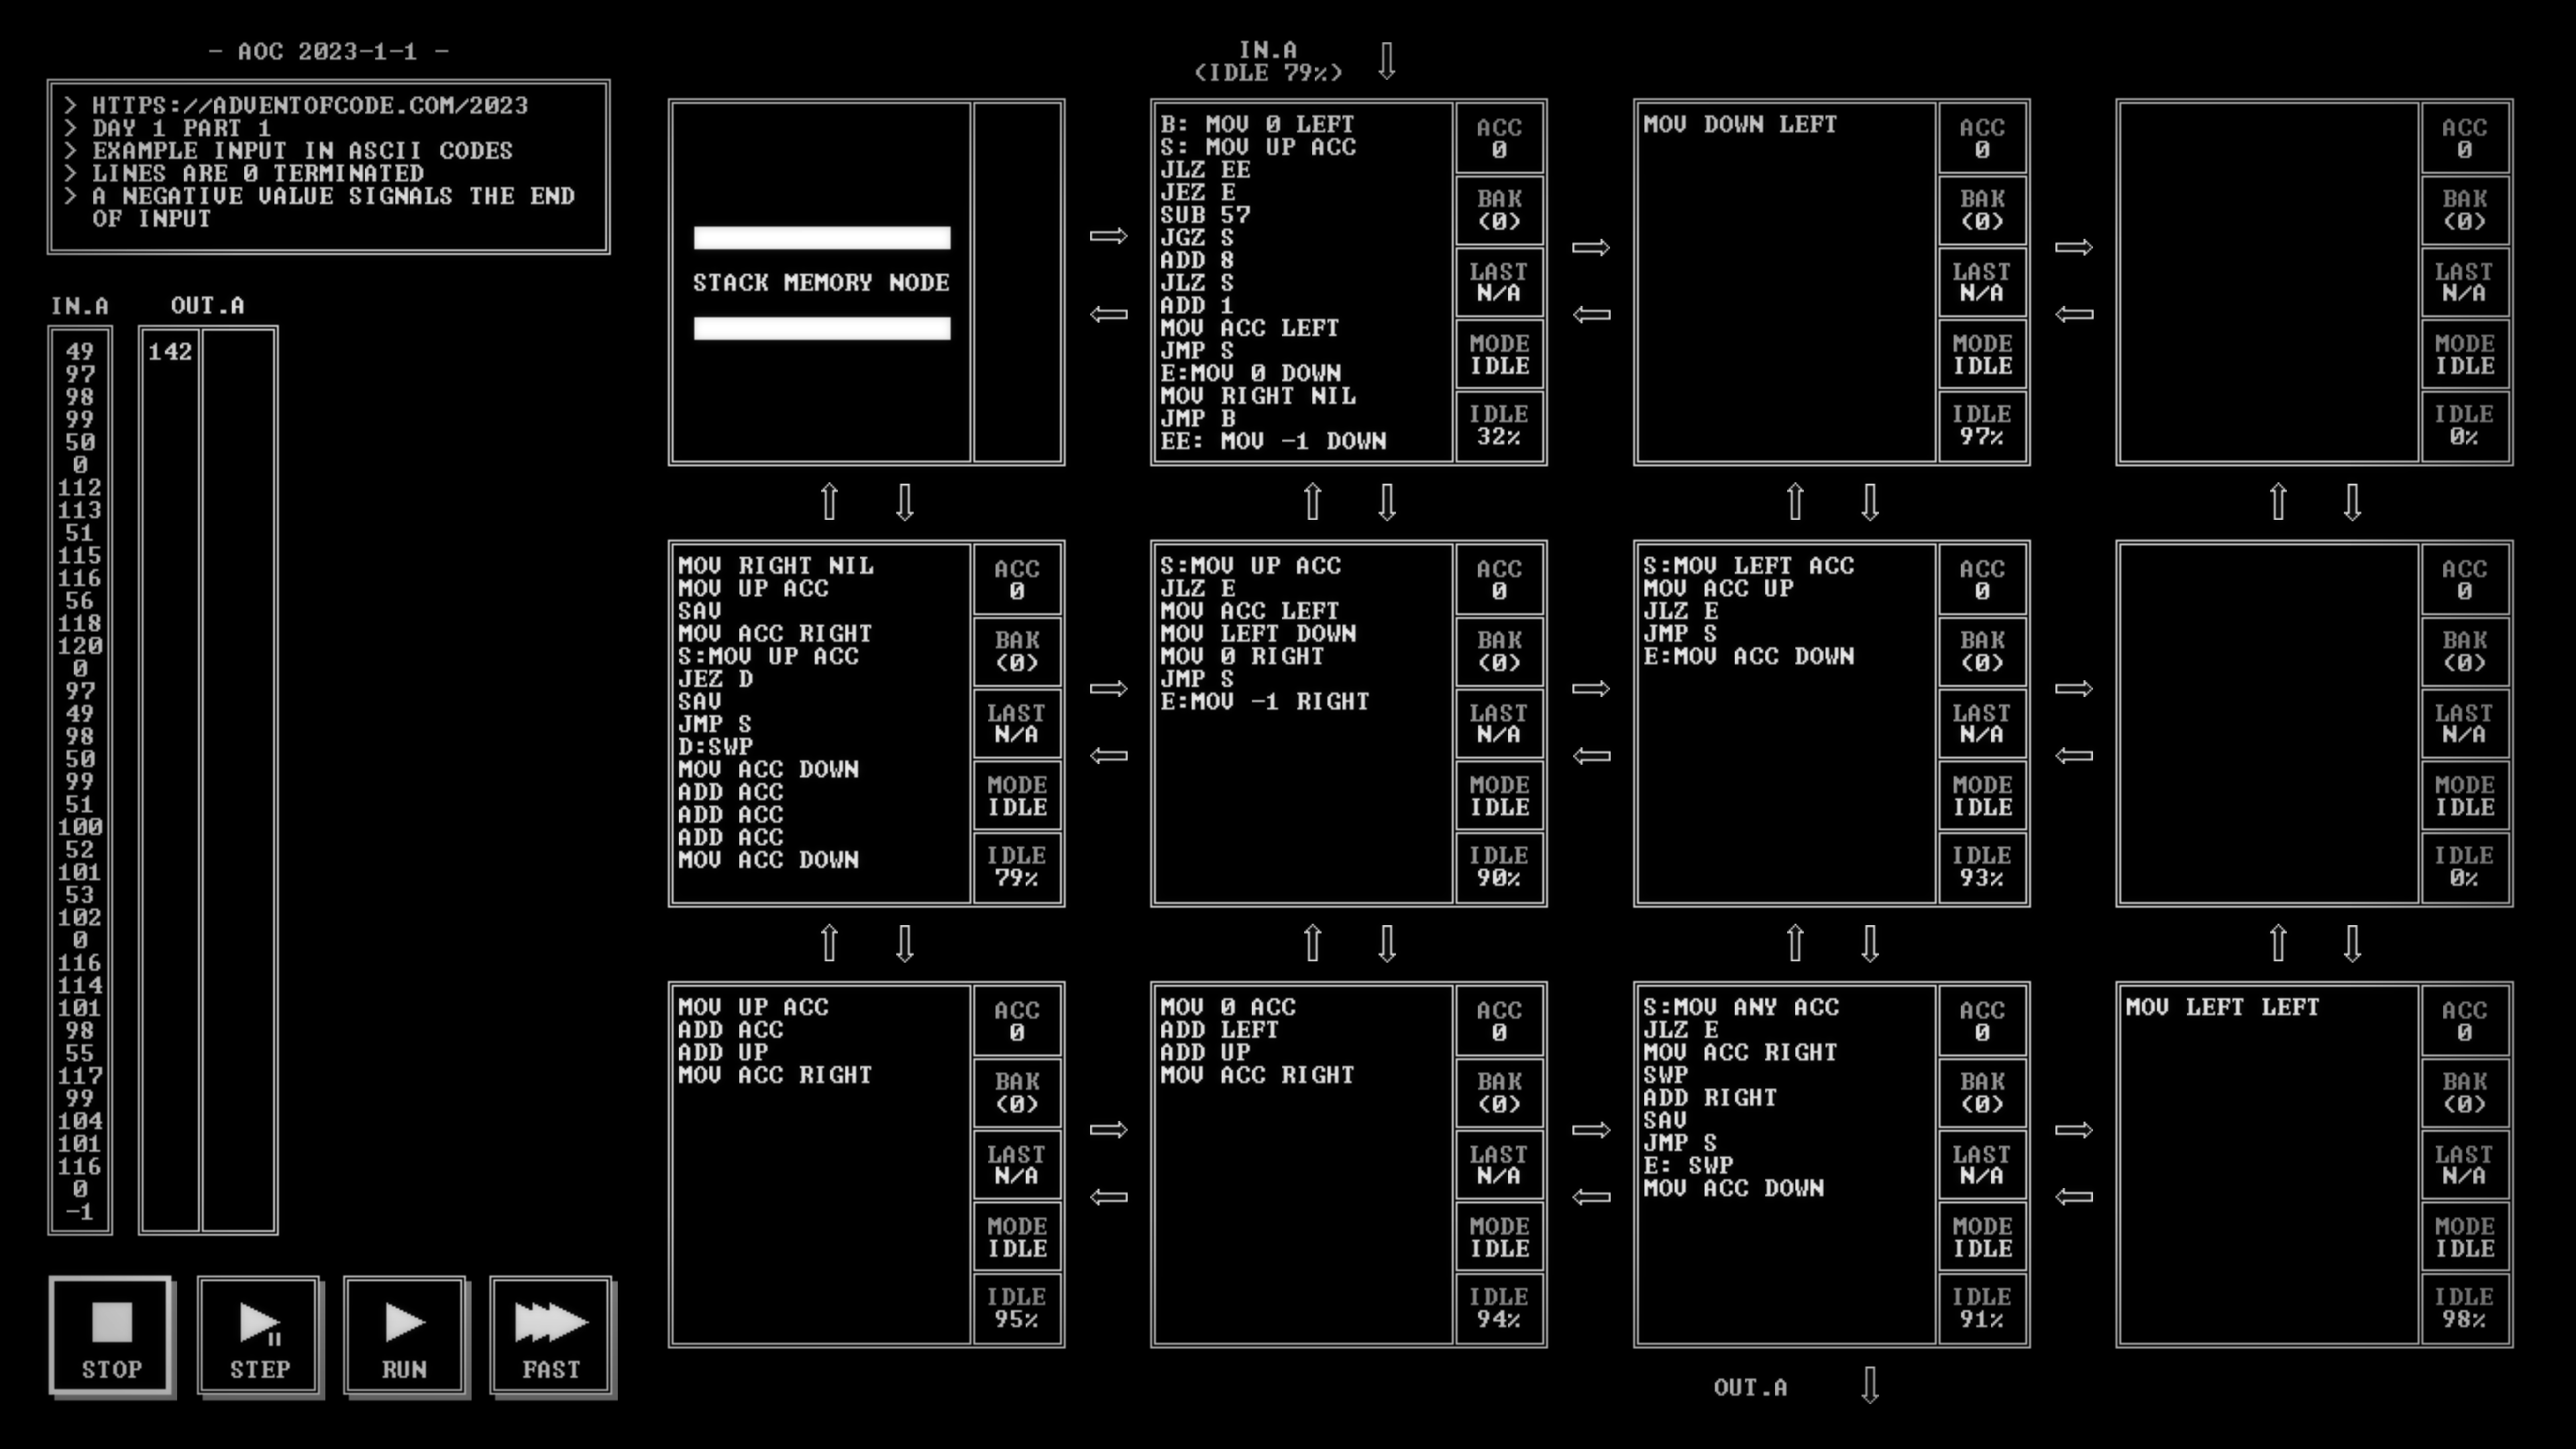 - AOC 2023-1-1 -
> HTTPS://ADVENTOFCODE.COM/2023
> DAY 1 PART 1
> EXAMPLE INPUT IN ASCII CODES
> LINES ARE 0 TERMINATED
> A NEGATIVE VALUE SIGNALS THE END
OF INPUT
IN.A
49
97
98
99
50
0
112
113
51
115
116
56
118
120
0
97
49
98
50
99
51
100
52
101
53
102
0
116
114
101
98
55
117
99
104
101
116
0
-1
OUT.A
142
STOP
STEP
RUN
FAST
IN.A
(IDLE 79%)
STACK MEMORY NODE
B: MOV 0 LEFT
S: MOV UP ACC
JLZ EE
JEZ E
SUB 57
JGZ S
ADD 8
JLZ S
ADD 1
MOV ACC LEFT
JMP S
E:MOV 0 DOWN
MOV RIGHT NIL
JMP B
EE: MOV -1 DOWN
ACC
0
BAK
(0)
LAST
N/A
MODE
IDLE
IDLE
32%
MOV DOWN LEFT
ACC
0
BAK
(0)
LAST
N/A
MODE
IDLE
IDLE
97%
ACC
0
BAK
(0)
LAST
N/A
MODE
IDLE
IDLE
0%
MOV RIGHT NIL
MOV UP ACC
SAV
MOV ACC RIGHT
S:MOV UP ACC
JEZ D
SAV
JMP S
D:SWP
MOV ACC DOWN
ADD ACC
ADD ACC
ADD ACC
MOV ACC DOWN
ACC
0
BAK
(0)
LAST
N/A
MODE
IDLE
IDLE
79%
S:MOV UP ACC
JLZ E
MOV ACC LEFT
MOV LEFT DOWN
MOV 0 RIGHT
JMP S
E:MOV -1 RIGHT
ACC
0
BAK
(0)
LAST
N/A
MODE
IDLE
IDLE
90%
S:MOV LEFT ACC
MOV ACC UP
JLZ E
JMP S
E:MOV ACC DOWN
ACC
0
BAK
(0)
LAST
N/A
MODE
IDLE
IDLE
93%
ACC
0
BAK
(0)
LAST
N/A
MODE
IDLE
IDLE
0%
MOV UP ACC
ADD ACC
ADD UP
MOV ACC RIGHT
ACC
0
BAK
(0)
LAST
N/A
MODE
IDLE
IDLE
95%
MOV 0 ACC
ADD LEFT
ADD UP
MOV ACC RIGHT
ACC
0
BAK
(0)
LAST
N/A
MODE
IDLE
IDLE
94%
S:MOV ANY ACC
JLZ E
MOV ACC RIGHT
SWP
ADD RIGHT
SAV
JMP S
E: SWP
MOV ACC DOWN
ACC
0
BAK
(0)
LAST
N/A
MODE
IDLE
IDLE
91%
MOV LEFT LEFT
ACC
0
BAK
(0)
LAST
N/A
MODE
IDLE
IDLE
98%
OUT.A